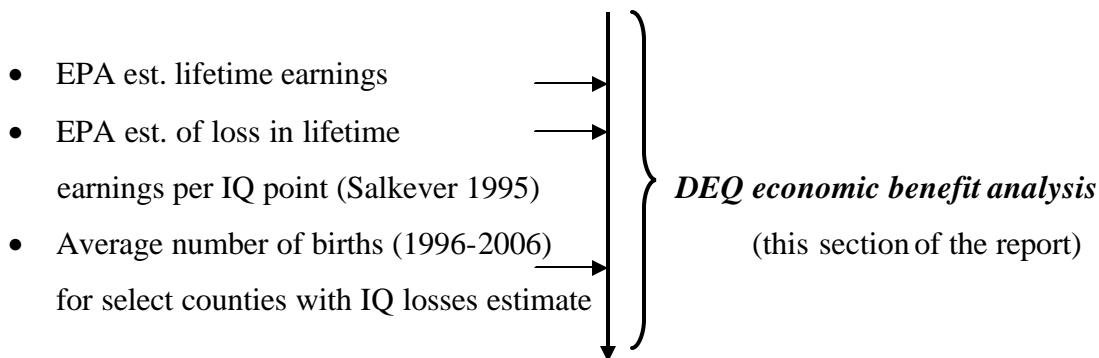 • EPA est. lifetime earnings
• EPA est. of loss in lifetime
earnings per IQ point (Salkever 1995)
• Average number of births (1996-2006)
for select counties with IQ losses estimate
DEQ economic benefit analysis
(this section of the report)